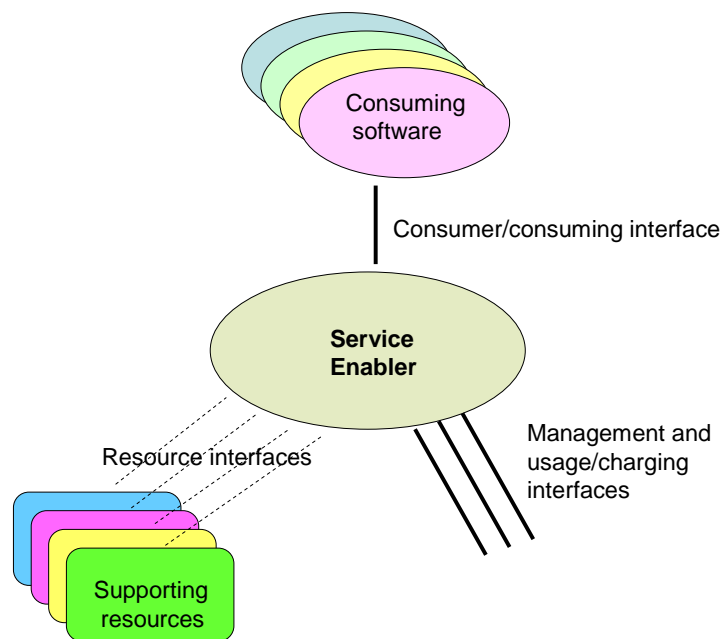 Consuming
software
Consumer/consuming interface
Service
Enabler
Management and
usage/charging
interfaces
Resource interfaces
Supporting
resources